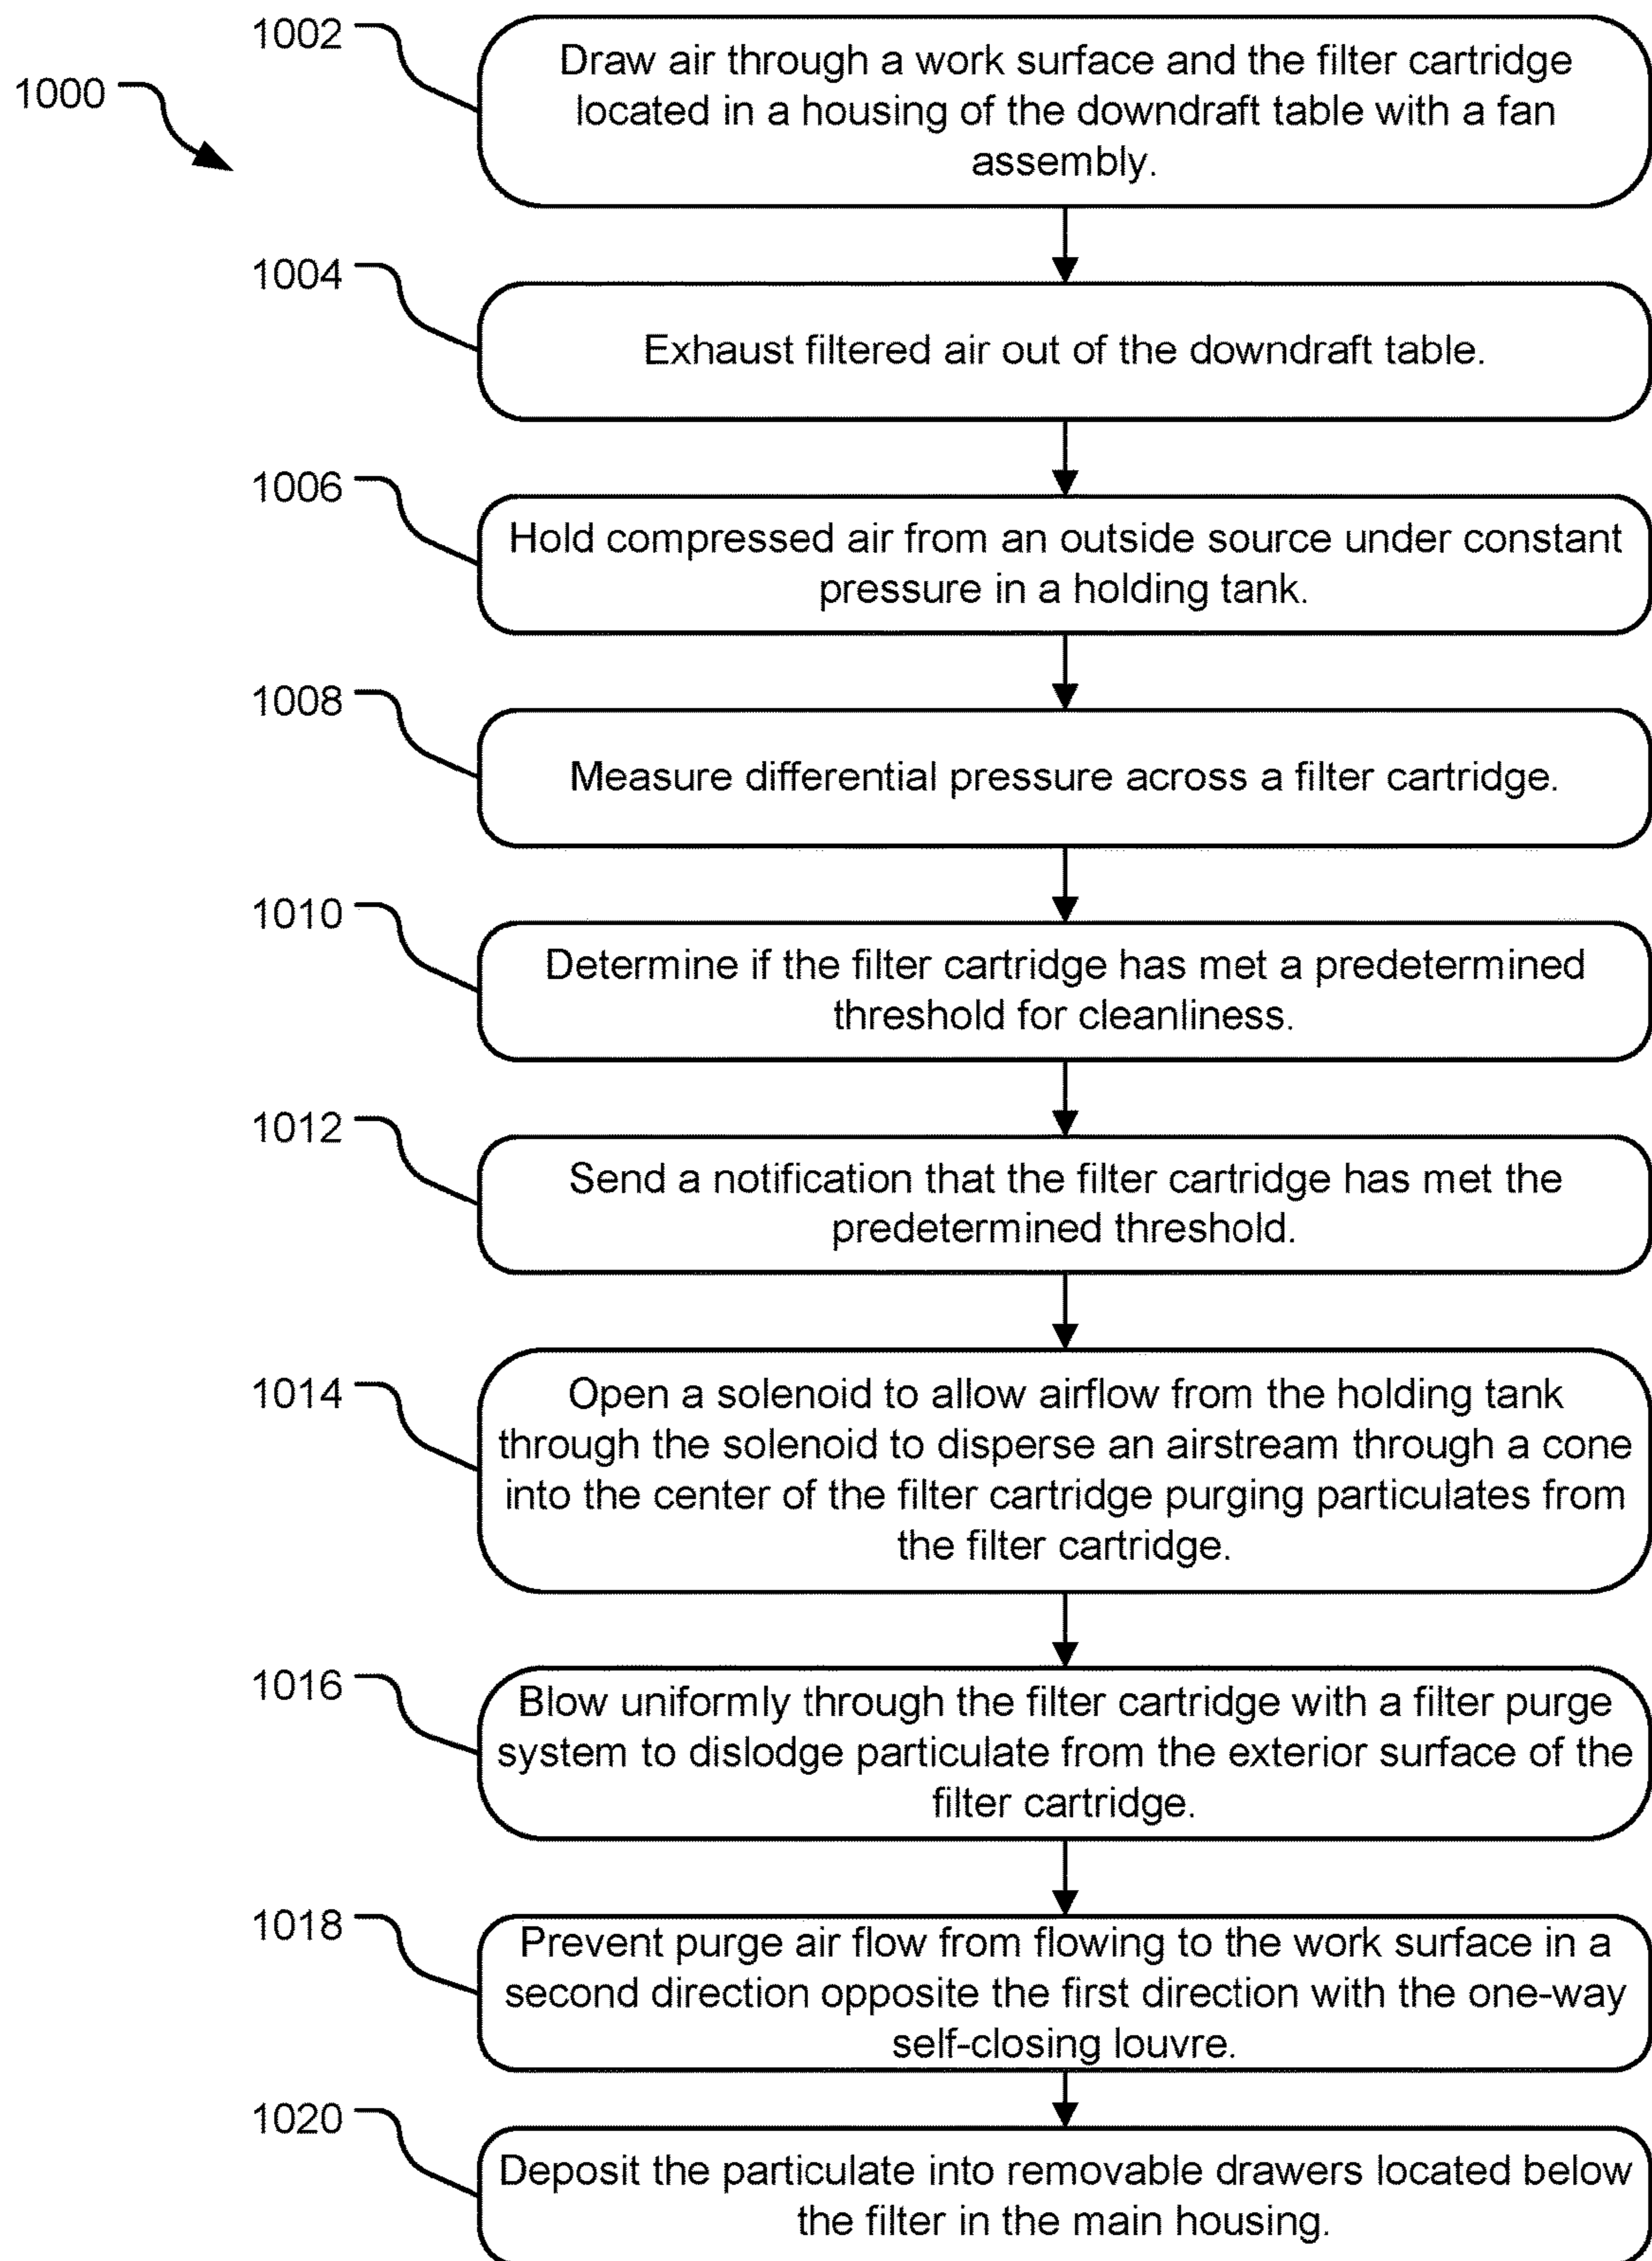 1000
1002
Draw air through a work surface and the filter cartridge
located in a housing of the downdraft table with a fan
assembly.
1004
Exhaust filtered air out of the downdraft table.
1006
Hold compressed air from an outside source under constant
pressure in a holding tank.
1008
Measure differential pressure across a filter cartridge.
1010
Determine if the filter cartridge has met a predetermined
threshold for cleanliness.
1012
Send a notification that the filter cartridge has met the
predetermined threshold.
1014
Open a solenoid to allow airflow from the holding tank
through the solenoid to disperse an airstream through a cone
into the center of the filter cartridge purging particulates from
the filter cartridge.
1016
Blow uniformly through the filter cartridge with a filter purge
system to dislodge particulate from the exterior surface of the
filter cartridge.
1018
Prevent purge air flow from flowing to the work surface in a
second direction opposite the first direction with the one-way
self-closing louvre.
1020
Deposit the particulate into removable drawers located below
the filter in the main housing.